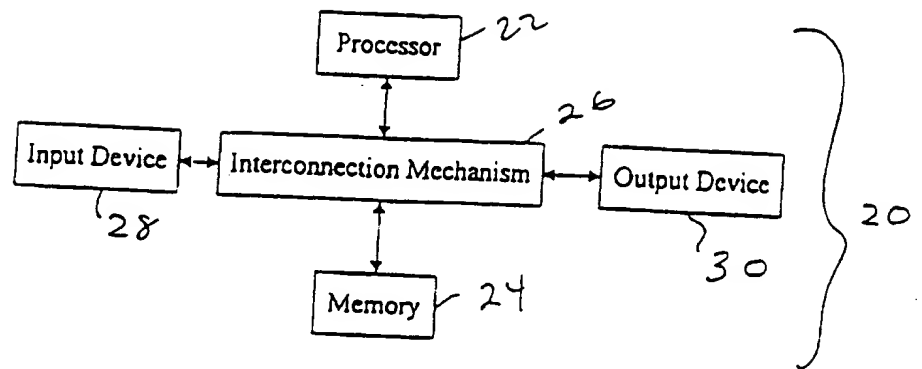 Processor
22
26
Input Device
Interconnection Mechanism
Output Device
28
30
20
Memory
24